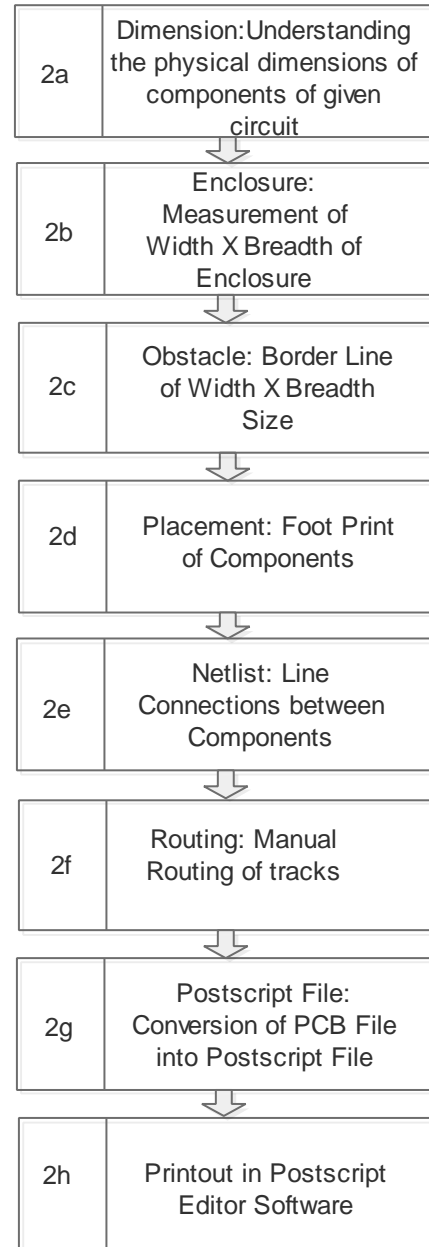 2a
Dimension:Understanding
the physical dimensions of
components of given
circuit
2b
Enclosure:
Measurement of
Width X Breadth of
Enclosure
2c
Obstacle: Border Line
of Width X Breadth
Size
2d
Placement: Foot Print
of Components
2e
Netlist: Line
Connections between
Components
2f
Routing: Manual
Routing of tracks
2g
Postscript File:
Conversion of PCB File
into Postscript File
2h
Printout in Postscript
Editor Software